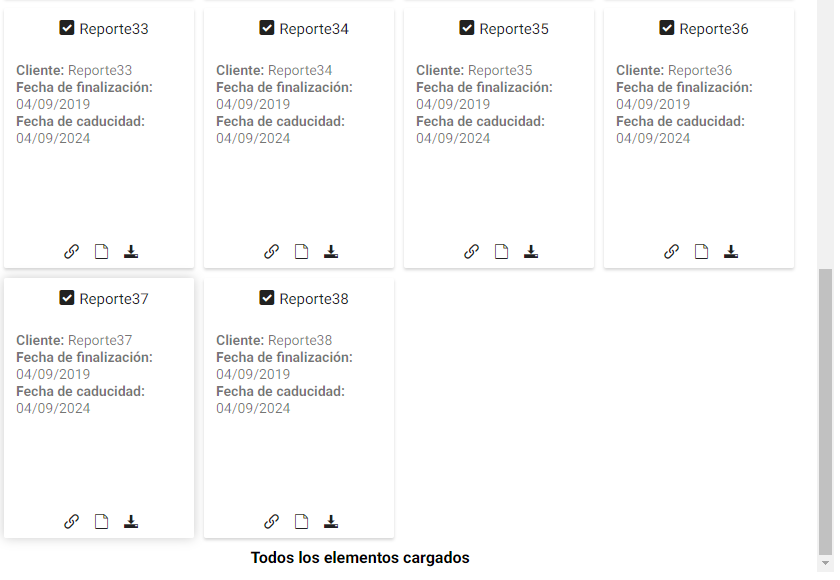 Reporte33
Cliente: Reporte33
Fecha de finalización:
04/09/2019
Fecha de caducidad:
04/09/2024
Reporte34
Cliente: Reporte34
Fecha de finalización:
04/09/2019
Fecha de caducidad:
04/09/2024
Reporte35
Cliente: Reporte35
Fecha de finalización:
04/09/2019
Fecha de caducidad:
04/09/2024
Reporte36
Cliente: Reporte36
Fecha de finalización:
04/09/2019
Fecha de caducidad:
04/09/2024
Reporte37
Cliente: Reporte37
Fecha de finalización:
04/09/2019
Fecha de caducidad:
04/09/2024
Reporte38
Cliente: Reporte38
Fecha de finalización:
04/09/2019
Fecha de caducidad:
04/09/2024
Todos los elementos cargados